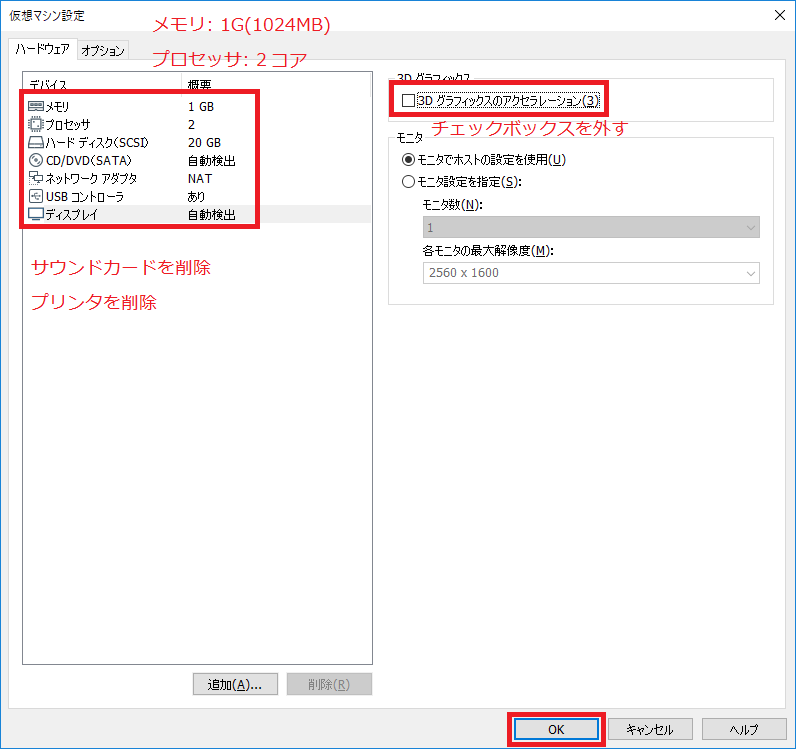 仮想マシン設定
メモリ: 1G(1024MB)
ハードウェア オプション
プロセッサ: 2 コア
デバイス 概要
メモリ 1 GB
プロセッサ 2
ハード ディスク(SCSI) 20 GB
CD/DVD(SATA) 自動検出
ネットワーク アダプタ NAT
USB コントローラ あり
ディスプレイ 自動検出
サウンドカードを削除
プリンタを削除
追加(A)... 削除(R)
3D グラフィックス
3D グラフィックスのアクセラレーション(3)
チェックボックスを外す
モニタ
モニタでホストの設定を使用(U)
モニタ設定を指定(S):
モニタ数(N):
1
各モニタの最大解像度(M):
2560 x 1600
OK キャンセル ヘルプ